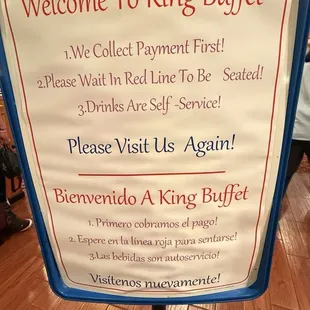 Welcome To King Buffet
1.We Collect Payment First!
2.Please Wait In Red Line To Be Seated!
3.Drinks Are Self -Service!
Please Visit Us Again!
Bienvenido A King Buffet
1. Primero cobramos el pago!
2. Espere en la línea roja para sentarse!
3.Las bebidas son autoservicio!
Visítenos nuevamente!